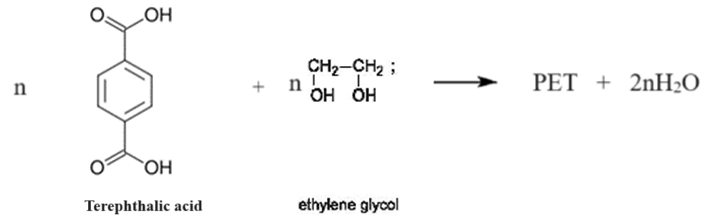 O OH
n + n CH₂–CH₂ ; PET + 2nH₂O
OH OH
O OH
Terephthalic acid ethylene glycol